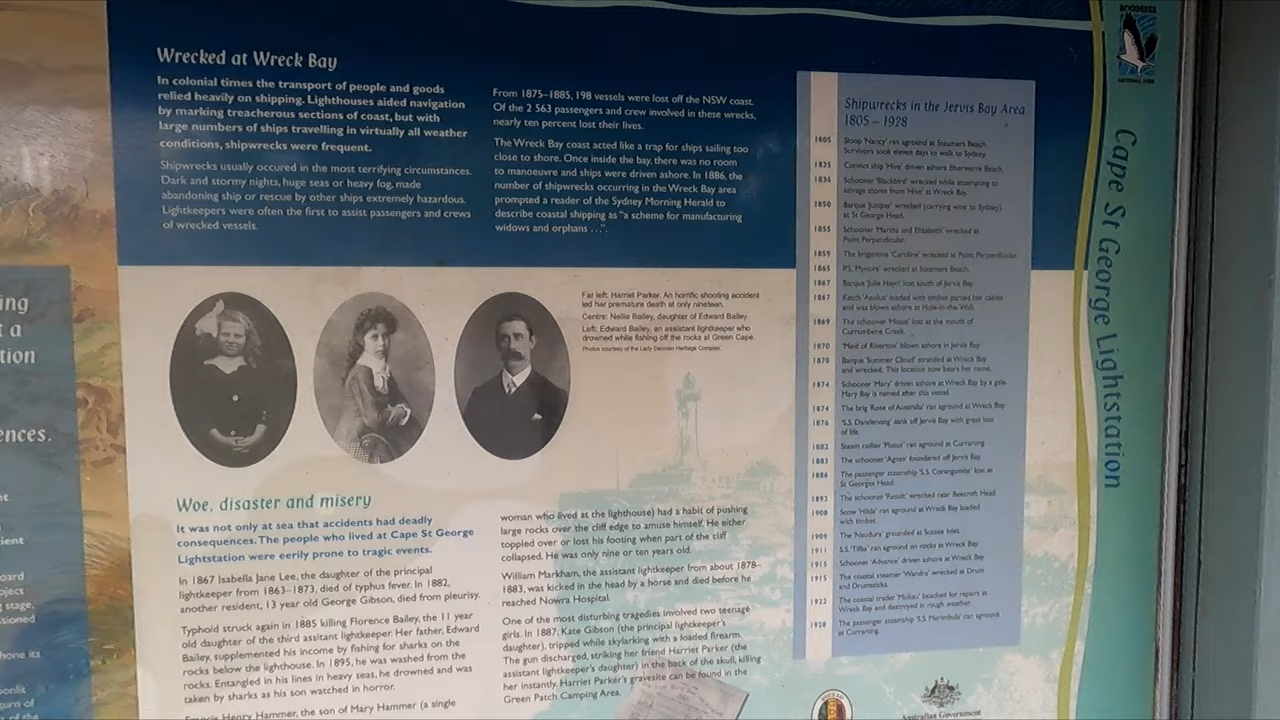 Wrecked at Wreck Bay
In colonial times the transport of people and goods
relied heavily on shipping. Lighthouses aided navigation
by marking treacherous sections of coast, but with
large numbers of ships travelling in virtually all weather
conditions, shipwrecks were frequent.
Shipwrecks usually occured in the most terrifying circumstances.
Dark and stormy nights, huge seas or heavy fog, made
abandoning ship or rescue by other ships extremely hazardous.
Lightkeepers were often the first to assist passengers and crews
of wrecked vessels.
From 1875–1885, 198 vessels were lost off the NSW coast.
Of the 2 563 passengers and crew involved in these wrecks,
nearly ten percent lost their lives.
The Wreck Bay coast acted like a trap for ships sailing too
close to shore. Once inside the bay, there was no room
to manoeuvre and ships were driven ashore. In 1886, the
number of shipwrecks occurring in the Wreck Bay area
prompted a reader of the Sydney Morning Herald to
describe coastal shipping as "a scheme for manufacturing
widows and orphans ...".
Shipwrecks in the Jervis Bay Area
1805 – 1928
1805 Sloop 'Nancy' ran aground at Steamers Beach.
Survivors took eleven days to walk to Sydney.
1835 Convict ship 'Hive' driven ashore Bherwerre Beach.
1836 Schooner 'Blackbird' wrecked while attempting to
salvage stores from 'Hive' at Wreck Bay.
1850 Barque 'Juniper' wrecked (carrying wine to Sydney)
at St George Head.
1855 Schooner 'Martha and Elizabeth' wrecked at
Point Perpendicular.
1859 The brigantine 'Caroline' wrecked at Point Perpendicular.
1865 P.S. 'Mynora' wrecked at Steamers Beach.
1867 Barque 'Julia Heyn' lost south of Jervis Bay
1867 Ketch 'Aeolus' loaded with timber, parted her cables
and was blown ashore at Hole-in-the-Wall.
1869 The schooner 'Missie' lost at the mouth of
Currambene Creek.
1870 'Maid of Riverton' blown ashore in Jervis Bay
1870 Barque 'Summer Cloud' stranded at Wreck Bay
and wrecked. This location now bears her name.
1874 Schooner 'Mary' driven ashore at Wreck Bay by a gale.
Mary Bay is named after this vessel.
1874 The brig 'Rose of Australia' ran aground at Wreck Bay.
1876 'S.S. Dandenong' sank off Jervis Bay with great loss
of life.
1882 Steam collier 'Plutus' ran aground at Currarong.
1883 The schooner 'Agnes' foundered off Jervis Bay
1886 The passenger steamship 'S.S. Corangamite' lost at
St Georges Head.
1893 The schooner 'Result' wrecked near Beecroft Head.
1908 Scow 'Hilda' ran aground at Wreck Bay loaded
with timber.
1909 The 'Naudura' grounded at Sussex Inlet.
1911 S.S. 'Tilba' ran aground on rocks at Wreck Bay
1915 Schooner 'Advance' driven ashore at Wreck Bay
1915 The coastal steamer 'Wandra' wrecked at Drum
and Drumsticks.
1923 The coastal trader beached for repairs at
Wreck Bay and destroyed in rough weather.
1928 The passenger steamship S.S. Merimbula' ran aground
at Currarong.
BOODEREE
NATIONAL PARK
Cape St George Lightstation
Far left: Harriet Parker. An horrific shooting accident
led her premature death at only nineteen.
Centre: Nellie Bailey, daughter of Edward Bailey.
Left: Edward Bailey, an assistant lightkeeper who
drowned while fishing off the rocks at Green Cape.
Photos courtesy of the Lady Denman Heritage Complex.
Woe, disaster and misery
It was not only at sea that accidents had deadly
consequences. The people who lived at Cape St George
Lightstation were eerily prone to tragic events.
In 1867 Isabella Jane Lee, the daughter of the principal
lightkeeper from 1863–1873, died of typhus fever. In 1882,
another resident, 13 year old George Gibson, died from pleurisy.
Typhoid struck again in 1885 killing Florence Bailey, the 11 year
old daughter of the third assitant lightkeeper. Her father, Edward
Bailey, supplemented his income by fishing for sharks on the
rocks below the lighthouse. In 1895, he was washed from the
rocks. Entangled in his lines in heavy seas, he drowned and was
taken by sharks as his son watched in horror.
Francis Henry Hammer, the son of Mary Hammer (a single
woman who lived at the lighthouse) had a habit of pushing
large rocks over the cliff edge to amuse himself. He either
toppled over or lost his footing when part of the cliff
collapsed. He was only nine or ten years old.
William Markham, the assistant lightkeeper from about 1878–
1883, was kicked in the head by a horse and died before he
reached Nowra Hospital.
One of the most disturbing tragedies involved two teenage
girls. In 1887, Kate Gibson (the principal lightkeeper's
daughter), tripped while skylarking with a loaded firearm.
The gun discharged, striking her friend Harriet Parker (the
assistant lightkeeper's daughter) in the back of the skull, killing
her instantly. Harriet Parker's gravesite can be found in the
Green Patch Camping Area.
Australian Government
ing
t a
tion
ences.
nt
ient
oard
ject
stage,
ssioned
hone its